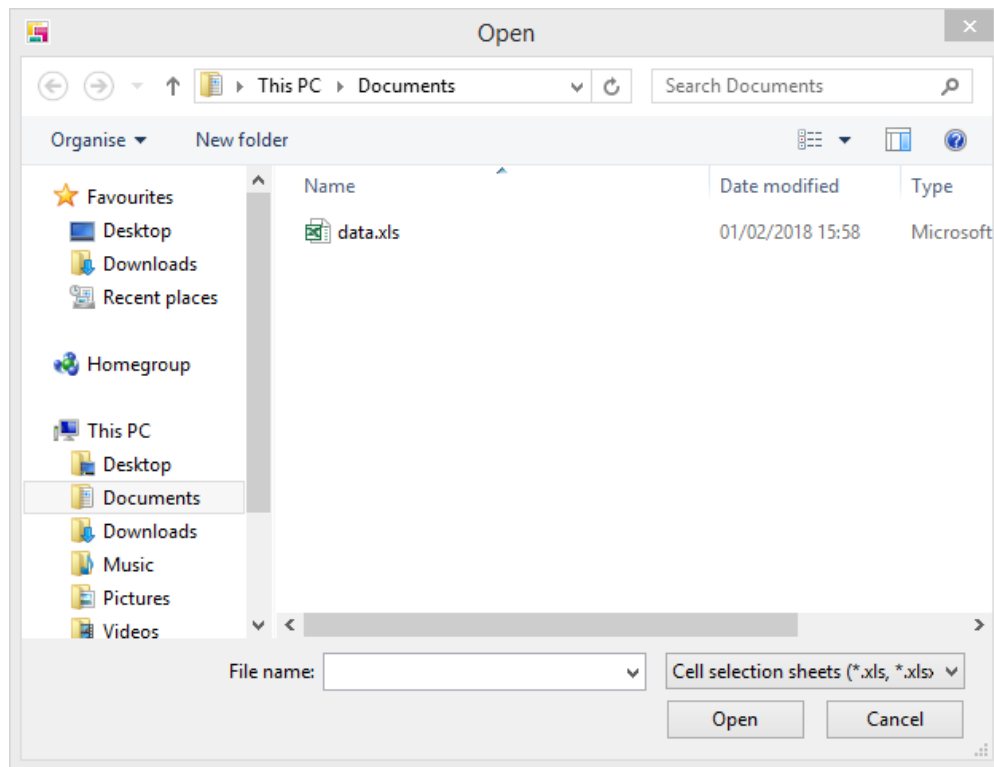 Open
This PC Documents
Search Documents
Organise New folder
Name Date modified Type
Favourites
Desktop
Downloads
Recent places
Homegroup
This PC
Desktop
Documents
Downloads
Music
Pictures
Videos
data.xls 01/02/2018 15:58 Microsoft
File name:
Cell selection sheets (*.xls, *.xls
Open Cancel